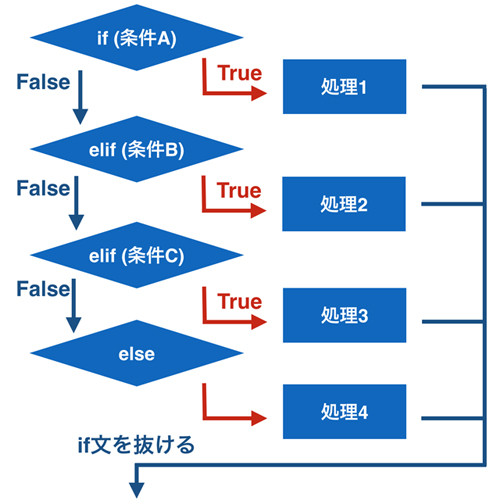 if (条件A)
False
True
処理1
elif (条件B)
False
True
処理2
elif (条件C)
False
True
処理3
else
処理4
if文を抜ける